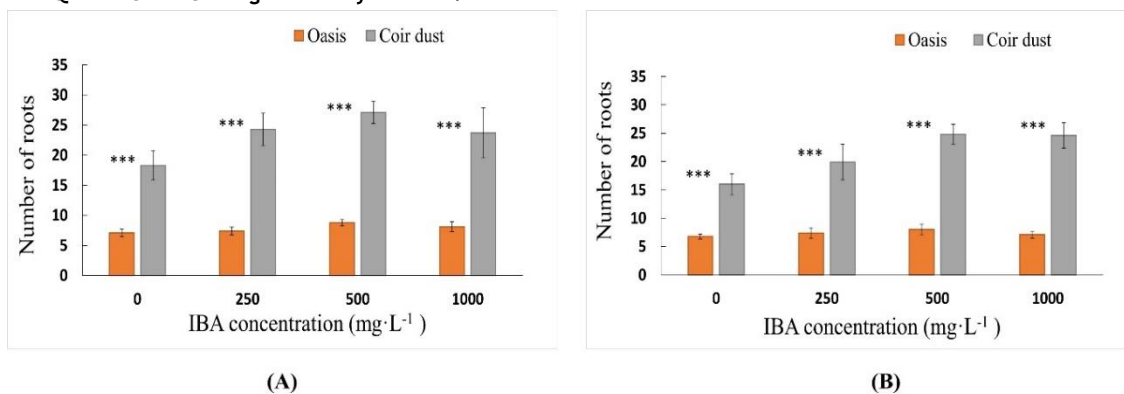 Oasis Coir dust
35
30
25
20
15
10
5
0
Number of roots
*** *** *** ***
0 250 500 1000
IBA concentration (mg·L-1 )
(A)
Oasis Coir dust
35
30
25
20
15
10
5
0
Number of roots
*** *** *** ***
0 250 500 1000
IBA concentration (mg·L-1 )
(B)